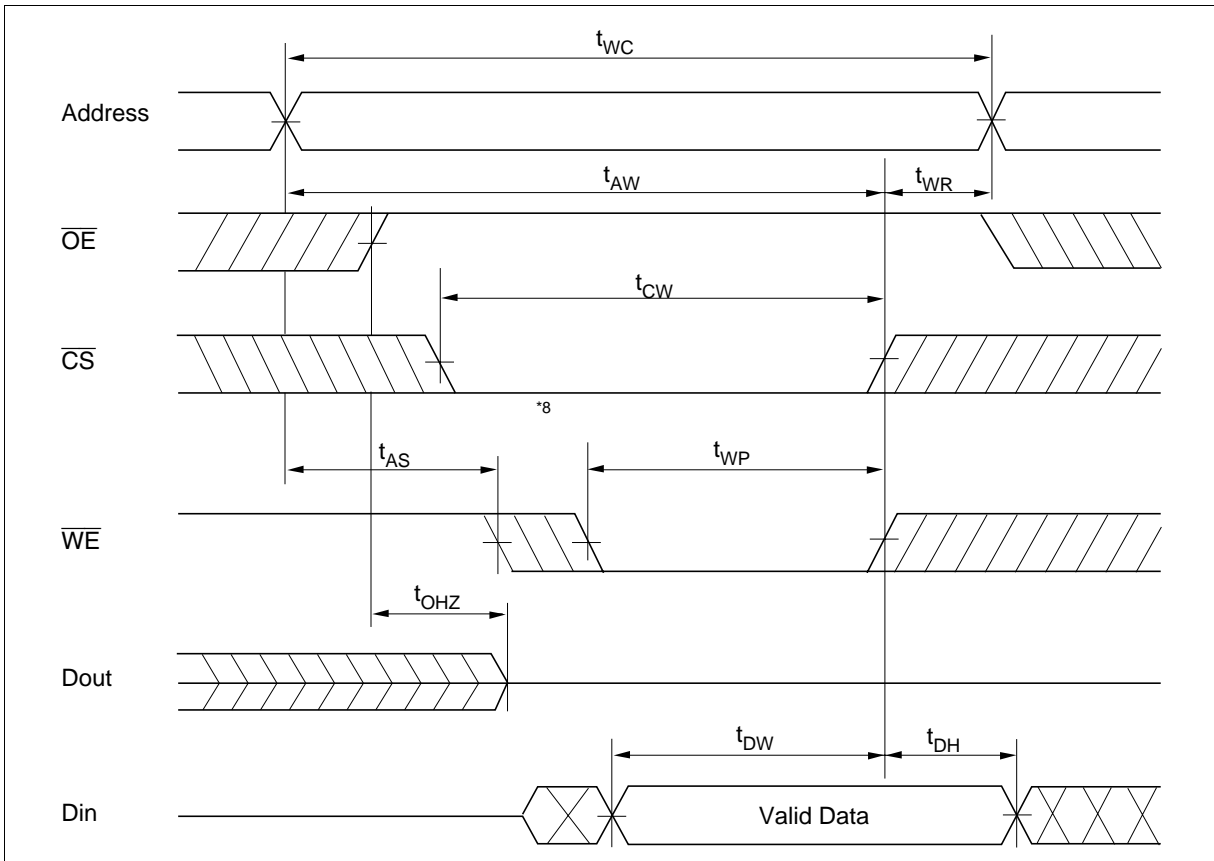 tWC
Address
tAW
tWR
OE
tCW
CS
*8
tAS
tWP
WE
tOHZ
Dout
tDW
tDH
Din
Valid Data